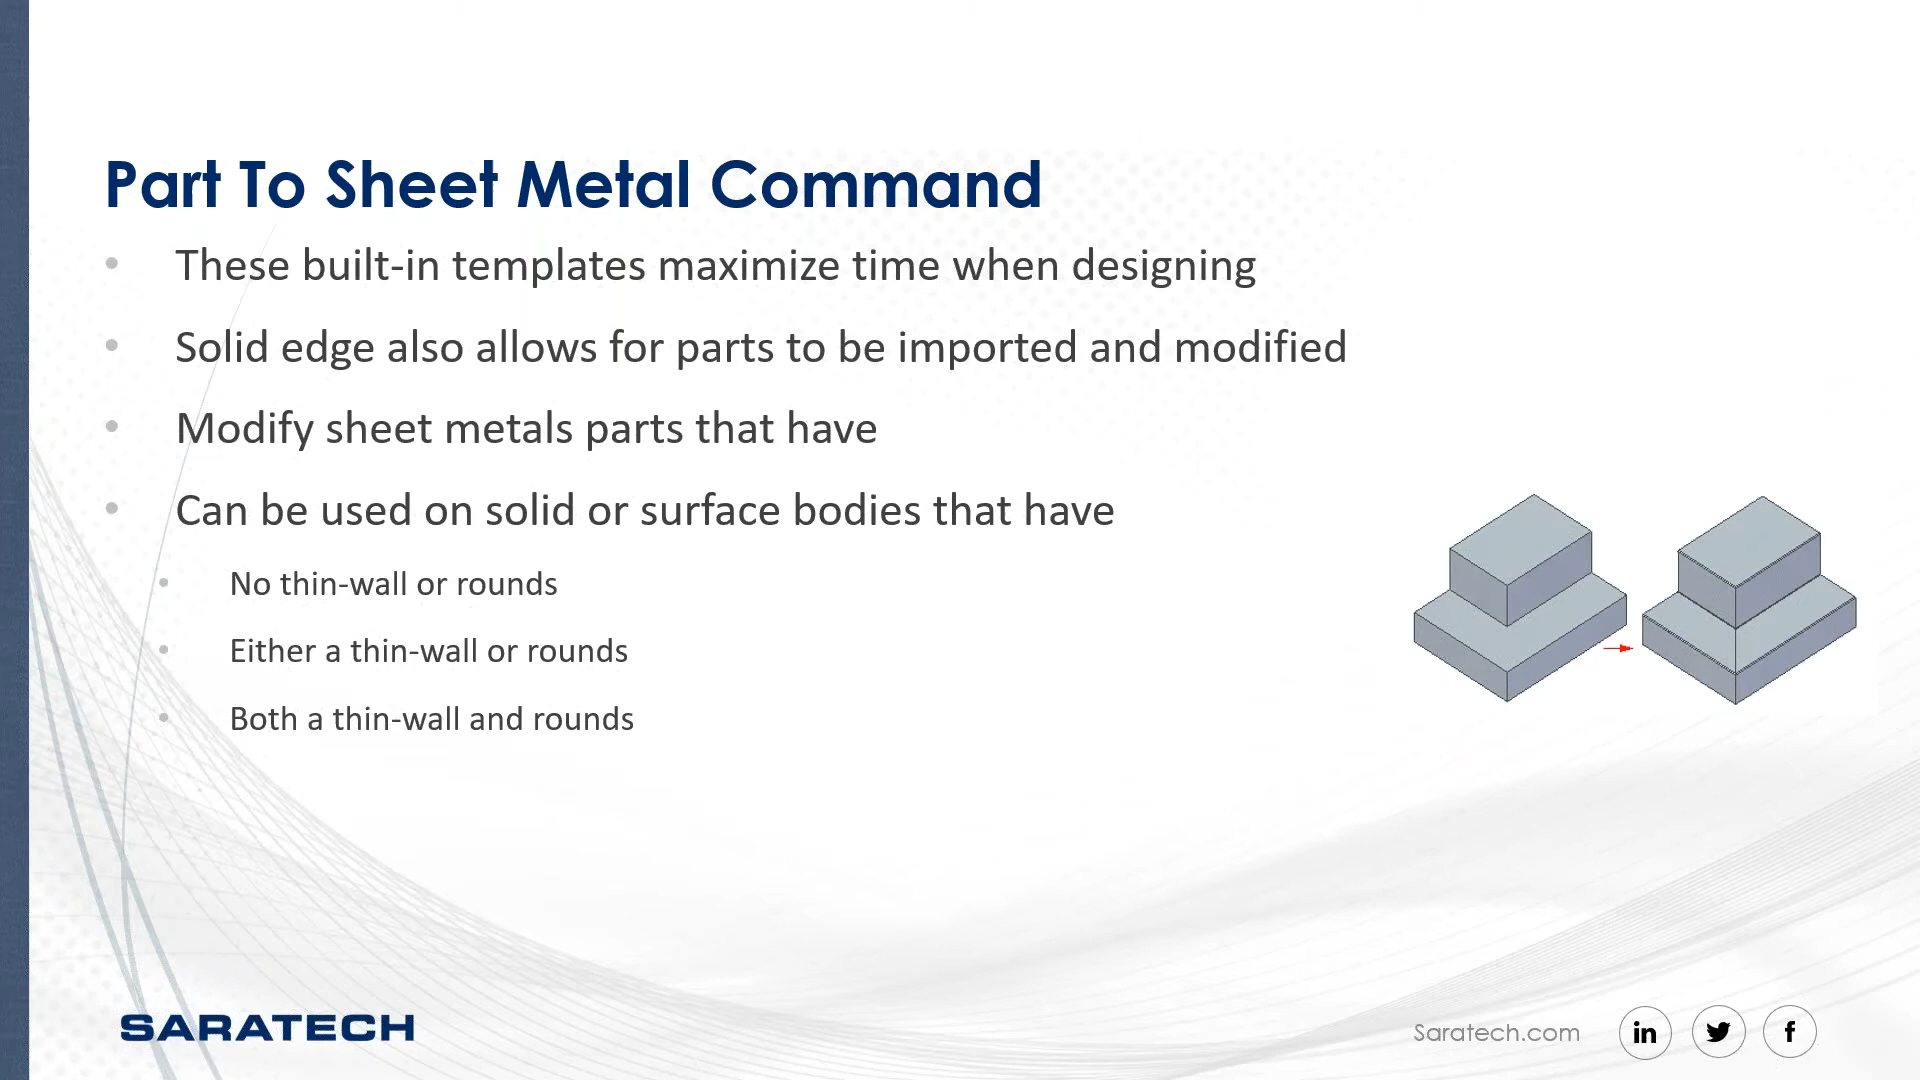 Part To Sheet Metal Command
• These built-in templates maximize time when designing
• Solid edge also allows for parts to be imported and modified
• Modify sheet metals parts that have
• Can be used on solid or surface bodies that have
• No thin-wall or rounds
• Either a thin-wall or rounds
• Both a thin-wall and rounds
SARATECH
Saratech.com
in
f